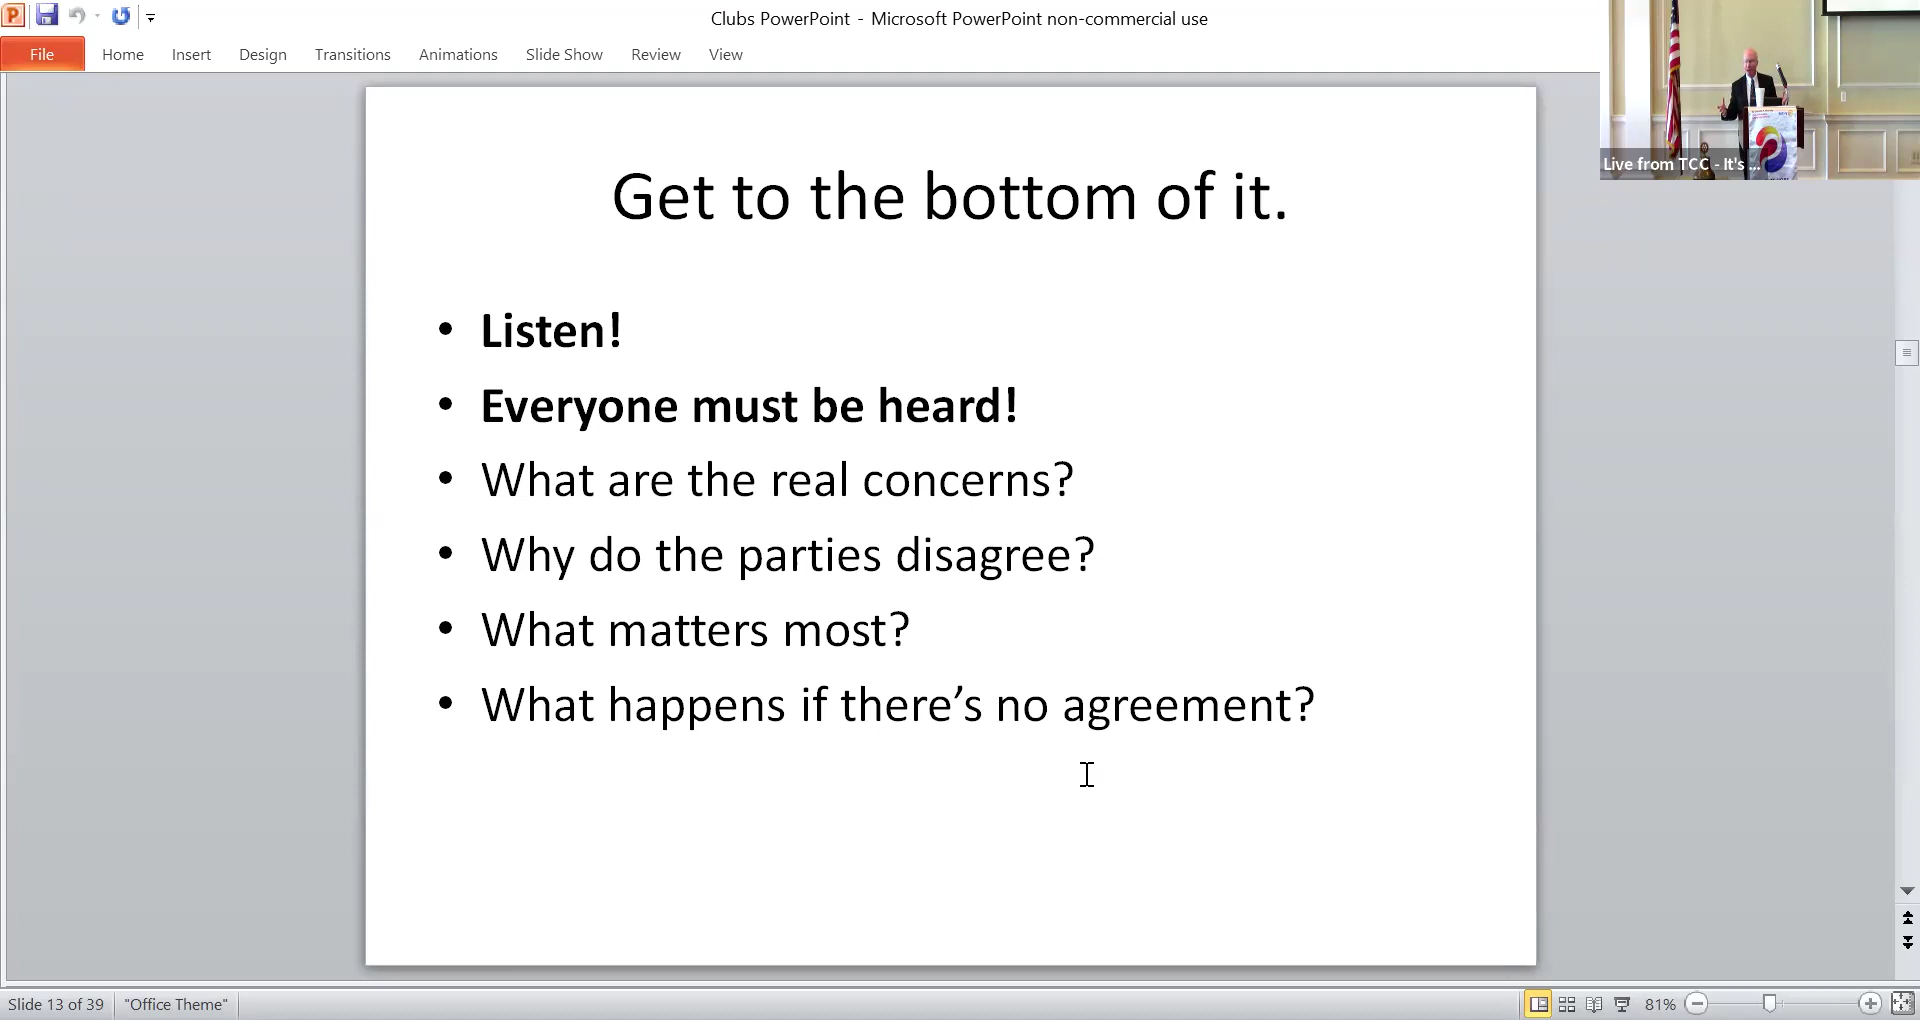 Clubs PowerPoint - Microsoft PowerPoint non-commercial use
File Home Insert Design Transitions Animations Slide Show Review View
Live from TCC - It's ...
Get to the bottom of it.
• Listen!
• Everyone must be heard!
• What are the real concerns?
• Why do the parties disagree?
• What matters most?
• What happens if there’s no agreement?
Slide 13 of 39 "Office Theme" 81%